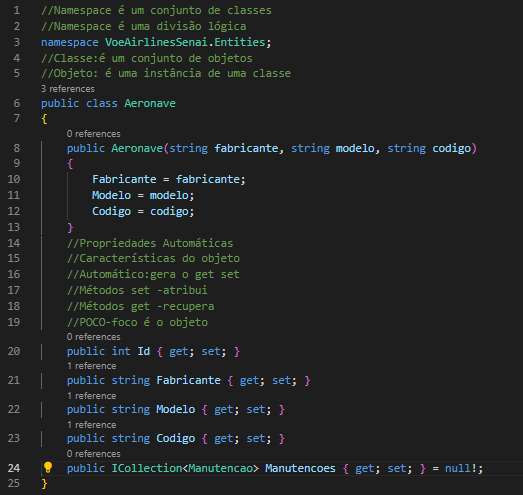 1 //Namespace é um conjunto de classes
2 //Namespace é uma divisão lógica
3 namespace VoeAirlinesSenai.Entities;
4 //Classe:é um conjunto de objetos
5 //Objeto: é uma instância de uma classe
3 references
6 public class Aeronave
7 {
0 references
8 public Aeronave(string fabricante, string modelo, string codigo)
9 {
10 Fabricante = fabricante;
11 Modelo = modelo;
12 Codigo = codigo;
13 }
14 //Propriedades Automáticas
15 //Características do objeto
16 //Automático:gera o get set
17 //Métodos set -atribui
18 //Métodos get -recupera
19 //POCO-foco é o objeto
0 references
20 public int Id { get; set; }
1 reference
21 public string Fabricante { get; set; }
1 reference
22 public string Modelo { get; set; }
1 reference
23 public string Codigo { get; set; }
0 references
24 public ICollection<Manutencao> Manutencoes { get; set; } = null!;
25 }